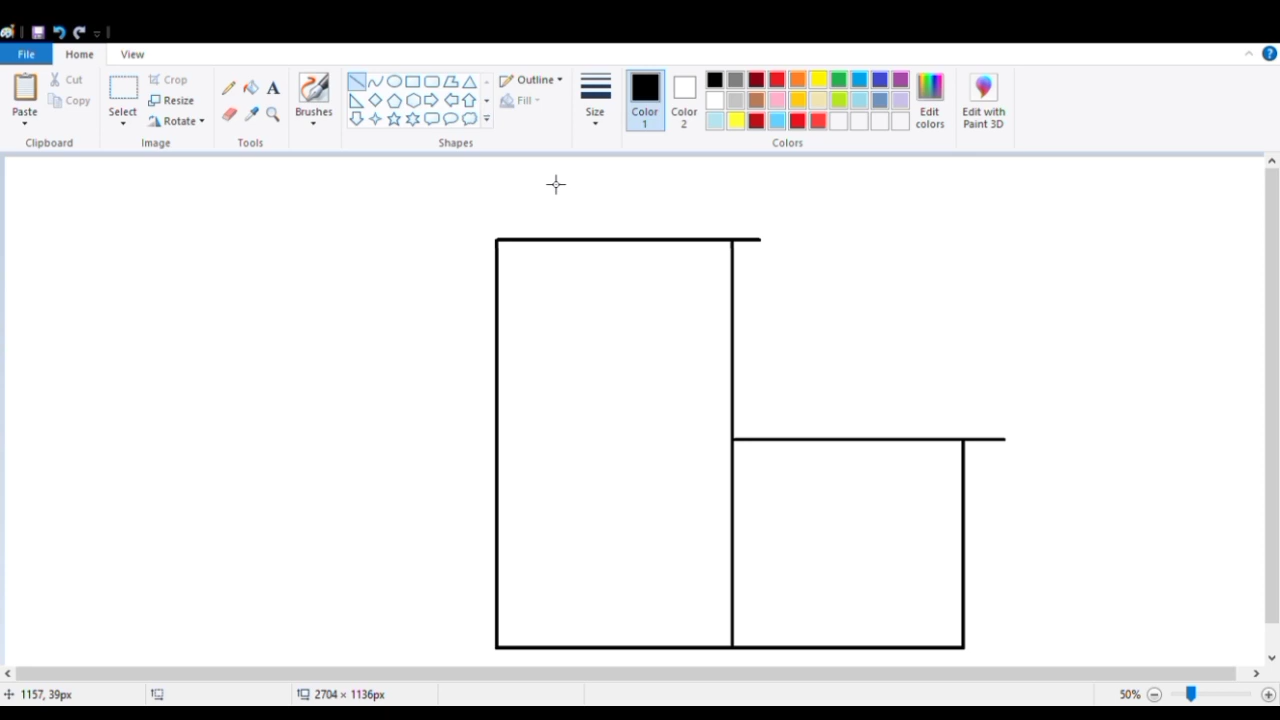 File Home View
Paste Cut Copy
Clipboard
Select Crop Resize Rotate
Image
Tools
Brushes
Outline
Fill
Shapes
Size
Color 1
Color 2
Edit colors
Colors
Edit with Paint 3D
1157, 39px 2704 × 1136px 50%